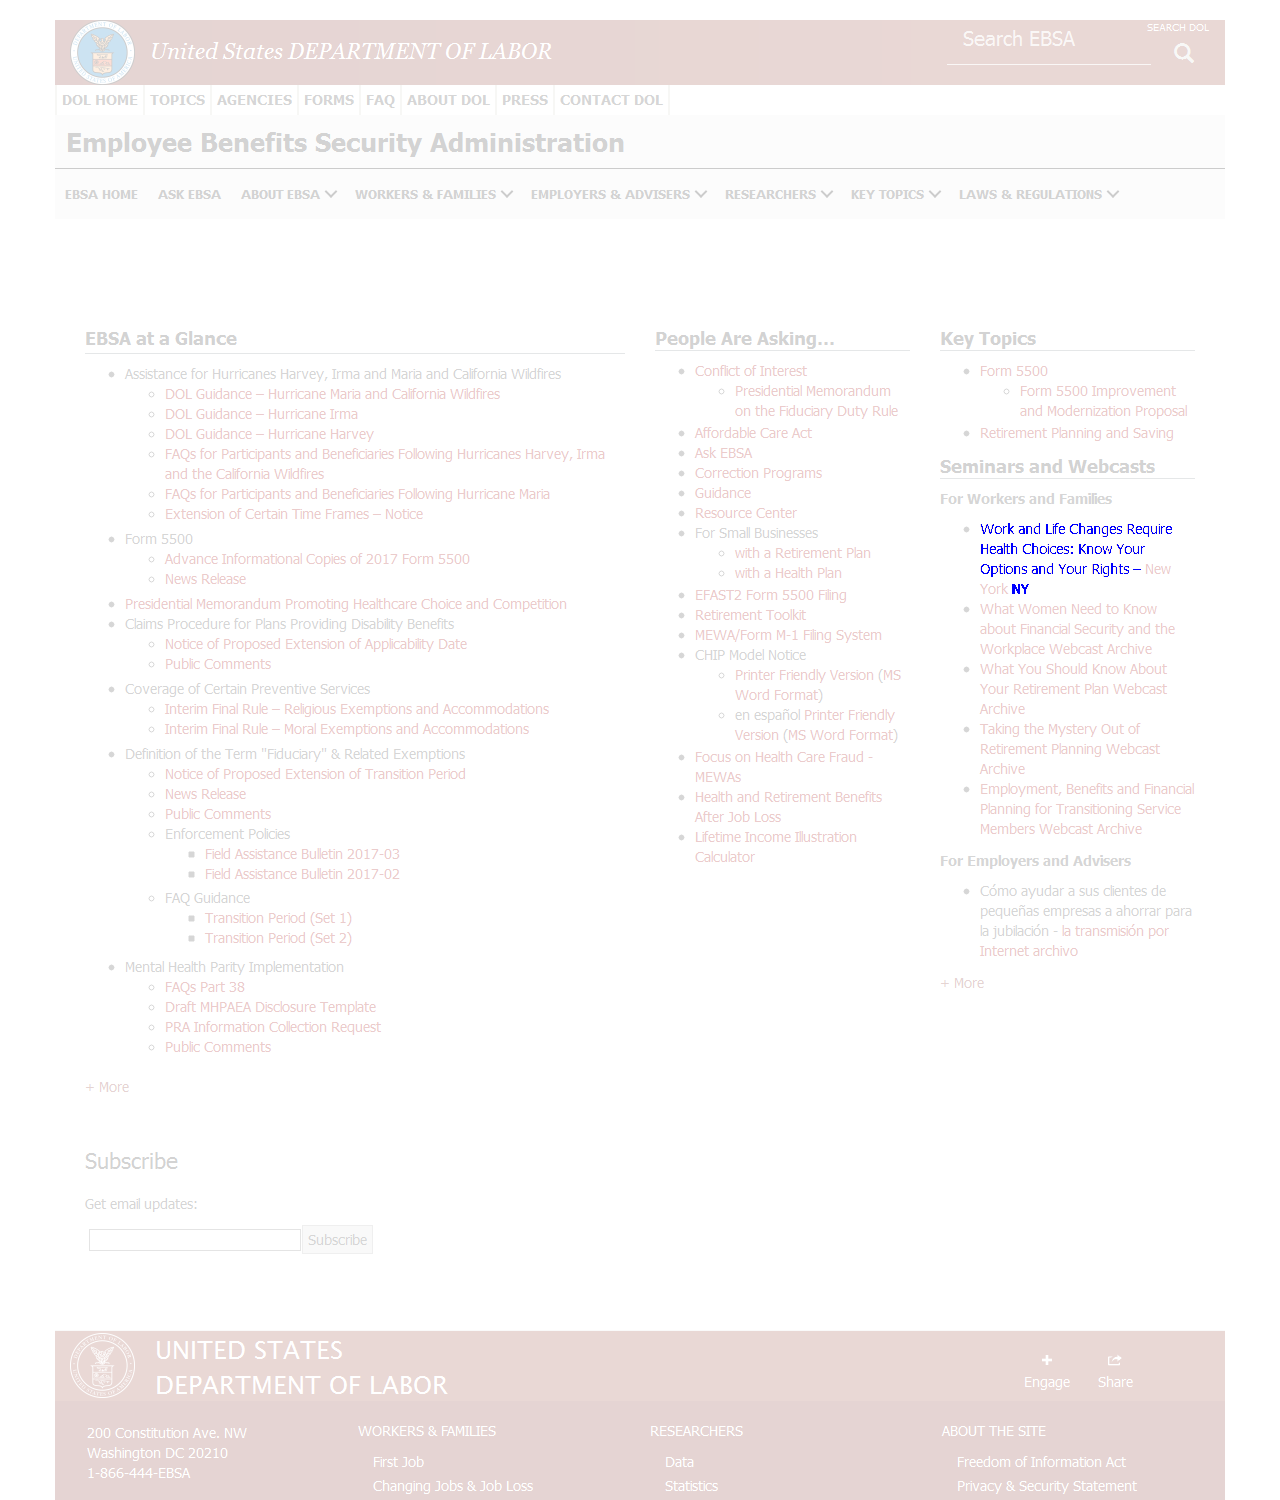 SEARCH DOL
United States DEPARTMENT OF LABOR
Search EBSA
DOL HOME TOPICS AGENCIES FORMS FAQ ABOUT DOL PRESS CONTACT DOL
Employee Benefits Security Administration
EBSA HOME ASK EBSA ABOUT EBSA WORKERS & FAMILIES EMPLOYERS & ADVISERS RESEARCHERS KEY TOPICS LAWS & REGULATIONS
EBSA at a Glance
Assistance for Hurricanes Harvey, Irma and Maria and California Wildfires
DOL Guidance – Hurricane Maria and California Wildfires
DOL Guidance – Hurricane Irma
DOL Guidance – Hurricane Harvey
FAQs for Participants and Beneficiaries Following Hurricanes Harvey, Irma
and the California Wildfires
FAQs for Participants and Beneficiaries Following Hurricane Maria
Extension of Certain Time Frames – Notice
Form 5500
Advance Informational Copies of 2017 Form 5500
News Release
Presidential Memorandum Promoting Healthcare Choice and Competition
Claims Procedure for Plans Providing Disability Benefits
Notice of Proposed Extension of Applicability Date
Public Comments
Coverage of Certain Preventive Services
Interim Final Rule – Religious Exemptions and Accommodations
Interim Final Rule – Moral Exemptions and Accommodations
Definition of the Term "Fiduciary" & Related Exemptions
Notice of Proposed Extension of Transition Period
News Release
Public Comments
Enforcement Policies
Field Assistance Bulletin 2017-03
Field Assistance Bulletin 2017-02
FAQ Guidance
Transition Period (Set 1)
Transition Period (Set 2)
Mental Health Parity Implementation
FAQs Part 38
Draft MHPAEA Disclosure Template
PRA Information Collection Request
Public Comments
+ More
People Are Asking...
Conflict of Interest
Presidential Memorandum
on the Fiduciary Duty Rule
Affordable Care Act
Ask EBSA
Correction Programs
Guidance
Resource Center
For Small Businesses
with a Retirement Plan
with a Health Plan
EFAST2 Form 5500 Filing
Retirement Toolkit
MEWA/Form M-1 Filing System
CHIP Model Notice
Printer Friendly Version (MS
Word Format)
en español Printer Friendly
Version (MS Word Format)
Focus on Health Care Fraud -
MEWAs
Health and Retirement Benefits
After Job Loss
Lifetime Income Illustration
Calculator
Key Topics
Form 5500
Form 5500 Improvement
and Modernization Proposal
Retirement Planning and Saving
Seminars and Webcasts
For Workers and Families
Work and Life Changes Require
Health Choices: Know Your
Options and Your Rights – New
York NY
What Women Need to Know
about Financial Security and the
Workplace Webcast Archive
What You Should Know About
Your Retirement Plan Webcast
Archive
Taking the Mystery Out of
Retirement Planning Webcast
Archive
Employment, Benefits and Financial
Planning for Transitioning Service
Members Webcast Archive
For Employers and Advisers
Cómo ayudar a sus clientes de
pequeñas empresas a ahorrar para
la jubilación - la transmisión por
Internet archivo
+ More
Subscribe
Get email updates:
Subscribe
UNITED STATES
DEPARTMENT OF LABOR
Engage Share
200 Constitution Ave. NW
Washington DC 20210
1-866-444-EBSA
WORKERS & FAMILIES
First Job
Changing Jobs & Job Loss
RESEARCHERS
Data
Statistics
ABOUT THE SITE
Freedom of Information Act
Privacy & Security Statement